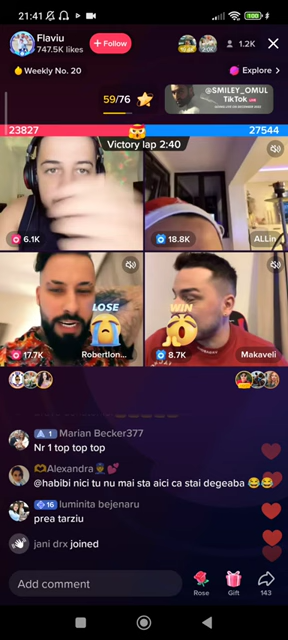 21:41
Flaviu
747.5K likes
+ Follow
1.2K
Weekly No. 20
Explore >
59/76
@SMILEY_OMUL
TikTok
23827
27544
Victory lap 2:40
6.1K
18.8K
ALLin
LOSE
WIN
17.7K
RobertIon...
8.7K
Makaveli
1 Marian Becker377
Nr 1 top top top
Alexandra
@habibi nici tu nu mai sta aici ca stai degeaba 😂😂
16 luminita bejenaru
prea tarziu
jani drx joined
Add comment
Rose
Gift
143